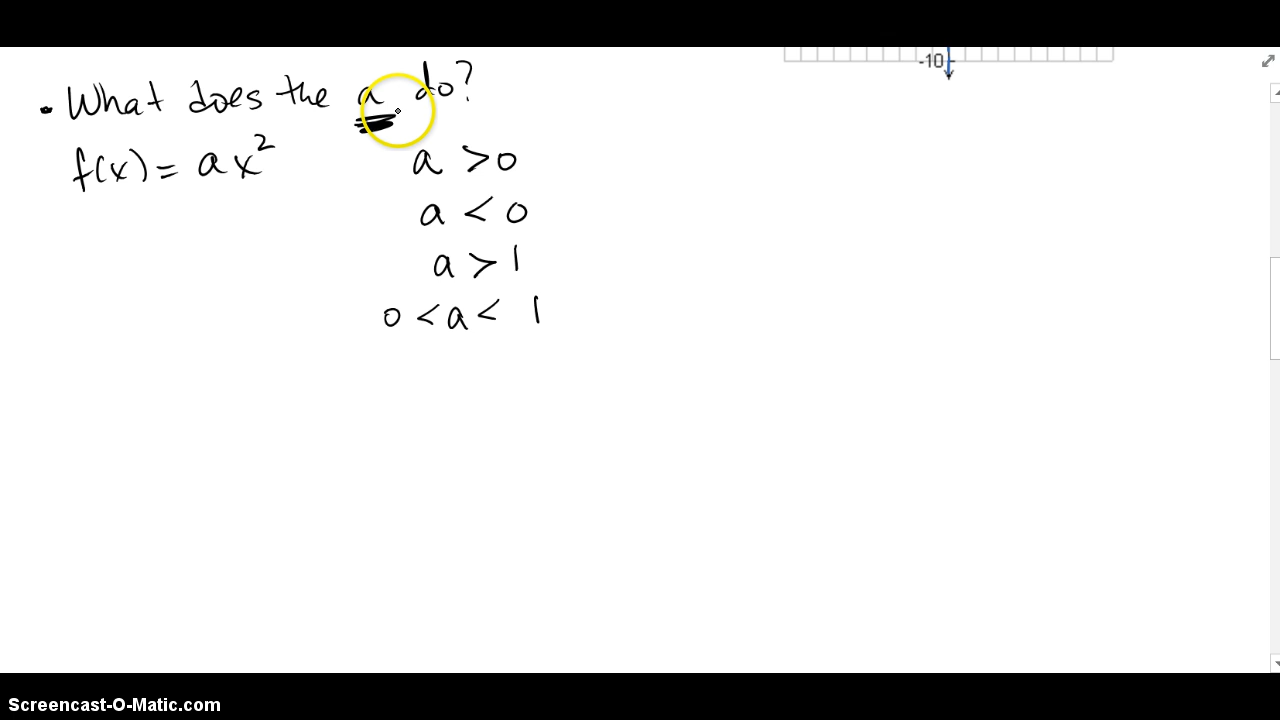 -10
• What does the a do?
f(x) = ax²
a > 0
a < 0
a > 1
0 < a < 1
Screencast-O-Matic.com